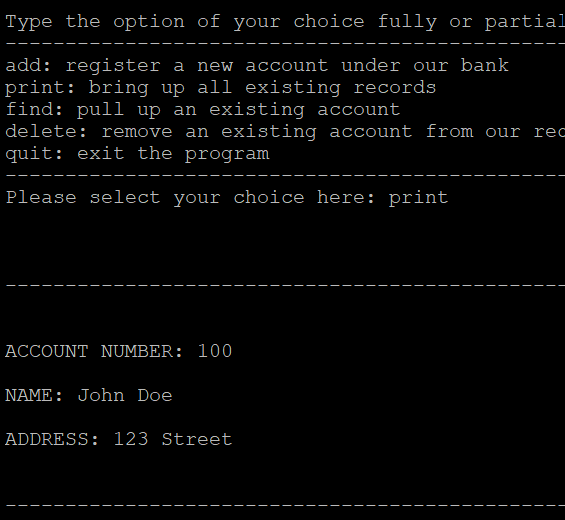 Type the option of your choice fully or partial
-----------------------------------------------
add: register a new account under our bank
print: bring up all existing records
find: pull up an existing account
delete: remove an existing account from our rec
quit: exit the program
-----------------------------------------------
Please select your choice here: print
-----------------------------------------------
ACCOUNT NUMBER: 100
NAME: John Doe
ADDRESS: 123 Street
-----------------------------------------------